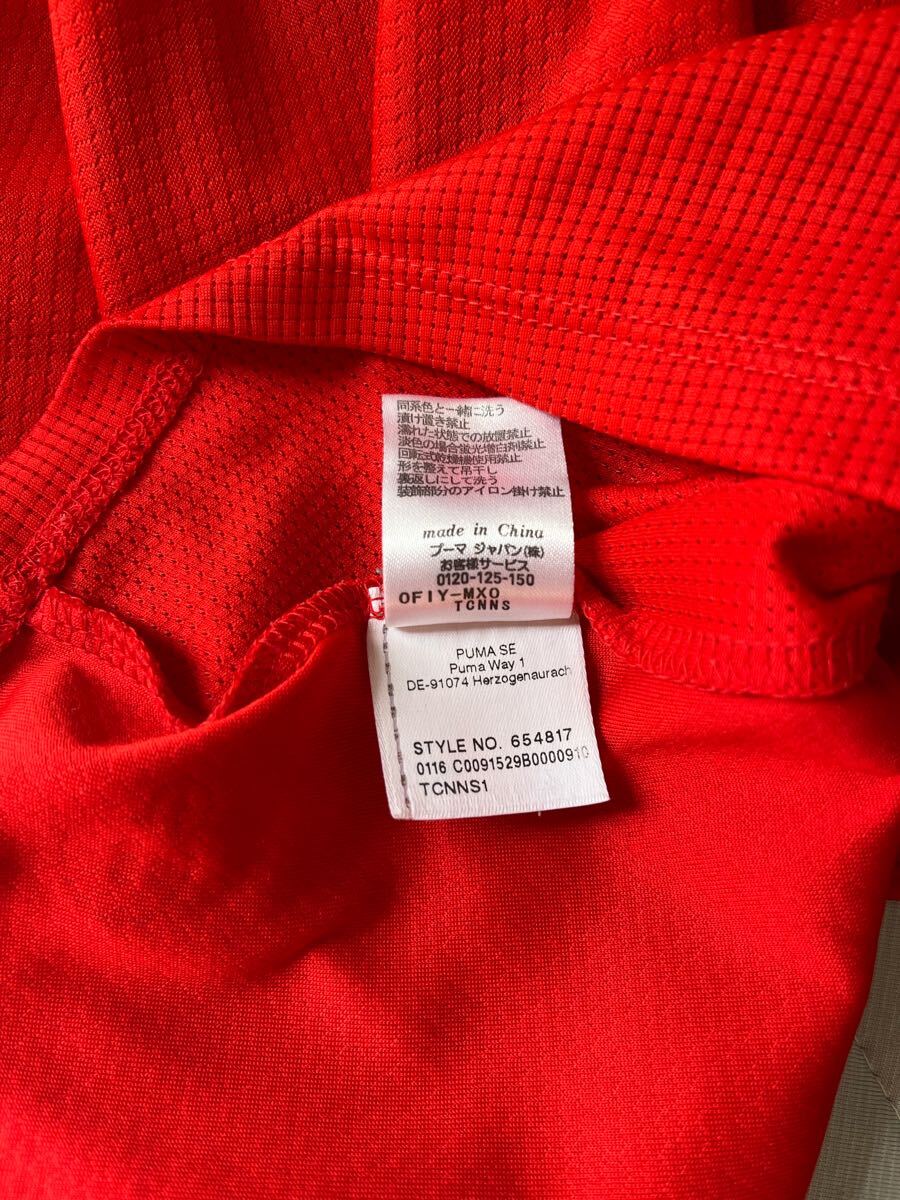 同系色と一緒に洗う
漬け置き禁止
濡れた状態での放置禁止
淡色の場合蛍光増白剤禁止
回転式乾燥機使用禁止
形を整えて吊干し
裏返しにして洗う
装飾部分のアイロン掛け禁止
made in China
プーマ ジャパン(株)
お客様サービス
0120-125-150
OFIY-MXO
TCNNS
PUMA SE
Puma Way 1
DE-91074 Herzogenaurach
STYLE NO. 654817
0116 C0091529B0000910
TCNNS1